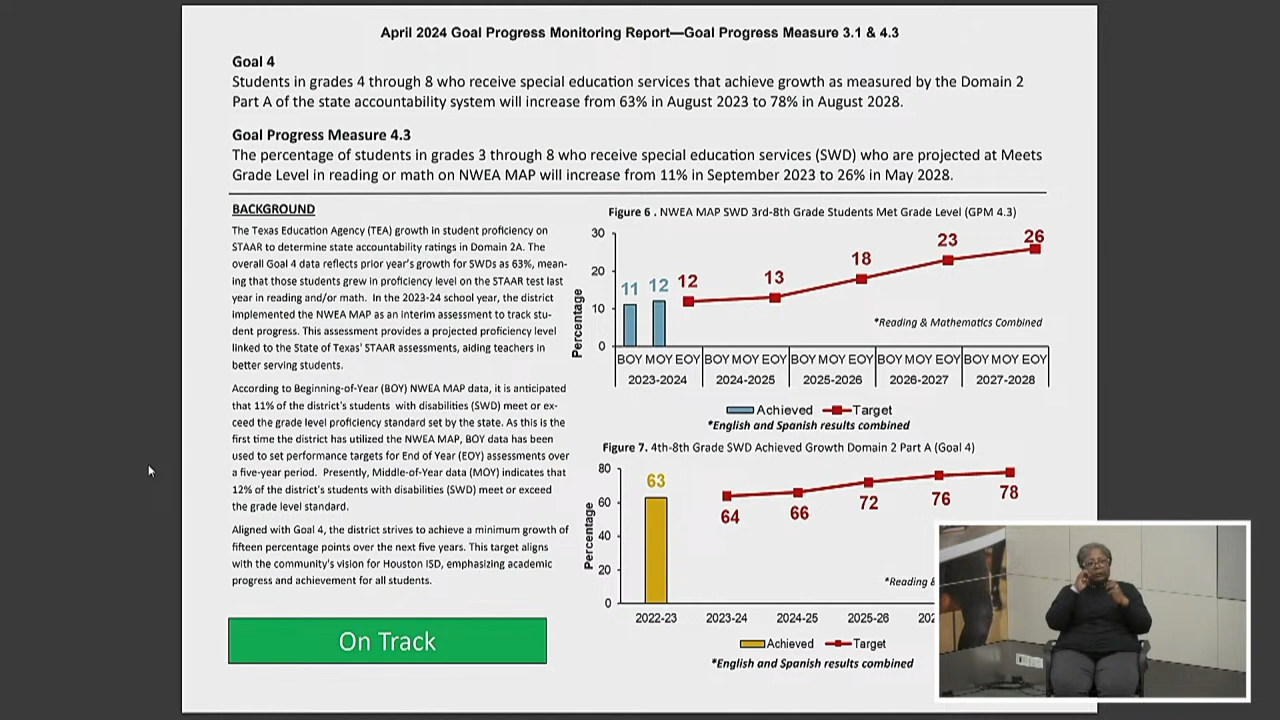 April 2024 Goal Progress Monitoring Report—Goal Progress Measure 3.1 & 4.3
Goal 4
Students in grades 4 through 8 who receive special education services that achieve growth as measured by the Domain 2
Part A of the state accountability system will increase from 63% in August 2023 to 78% in August 2028.
Goal Progress Measure 4.3
The percentage of students in grades 3 through 8 who receive special education services (SWD) who are projected at Meets
Grade Level in reading or math on NWEA MAP will increase from 11% in September 2023 to 26% in May 2028.
BACKGROUND
The Texas Education Agency (TEA) growth in student proficiency on
STAAR to determine state accountability ratings in Domain 2A. The
overall Goal 4 data reflects prior year's growth for SWDs as 63%, mean-
ing that those students grew in proficiency level on the STAAR test last
year in reading and/or math. In the 2023-24 school year, the district
implemented the NWEA MAP as an interim assessment to track stu-
dent progress. This assessment provides a projected proficiency level
linked to the State of Texas' STAAR assessments, aiding teachers in
better serving students.
According to Beginning-of-Year (BOY) NWEA MAP data, it is anticipated
that 11% of the district's students with disabilities (SWD) meet or ex-
ceed the grade level proficiency standard set by the state. As this is the
first time the district has utilized the NWEA MAP, BOY data has been
used to set performance targets for End of Year (EOY) assessments over
a five-year period. Presently, Middle-of-Year data (MOY) indicates that
12% of the district's students with disabilities (SWD) meet or exceed
the grade level standard.
Aligned with Goal 4, the district strives to achieve a minimum growth of
fifteen percentage points over the next five years. This target aligns
with the community's vision for Houston ISD, emphasizing academic
progress and achievement for all students.
On Track
Figure 6 . NWEA MAP SWD 3rd-8th Grade Students Met Grade Level (GPM 4.3)
Percentage
30
20
10
0
11 12 12 13 18 23 26
*Reading & Mathematics Combined
BOY MOY EOY BOY MOY EOY BOY MOY EOY BOY MOY EOY BOY MOY EOY
2023-2024 2024-2025 2025-2026 2026-2027 2027-2028
Achieved Target
*English and Spanish results combined
Figure 7. 4th-8th Grade SWD Achieved Growth Domain 2 Part A (Goal 4)
Percentage
80
60
40
20
0
63 64 66 72 76 78
*Reading &
2022-23 2023-24 2024-25 2025-26
Achieved Target
*English and Spanish results combined